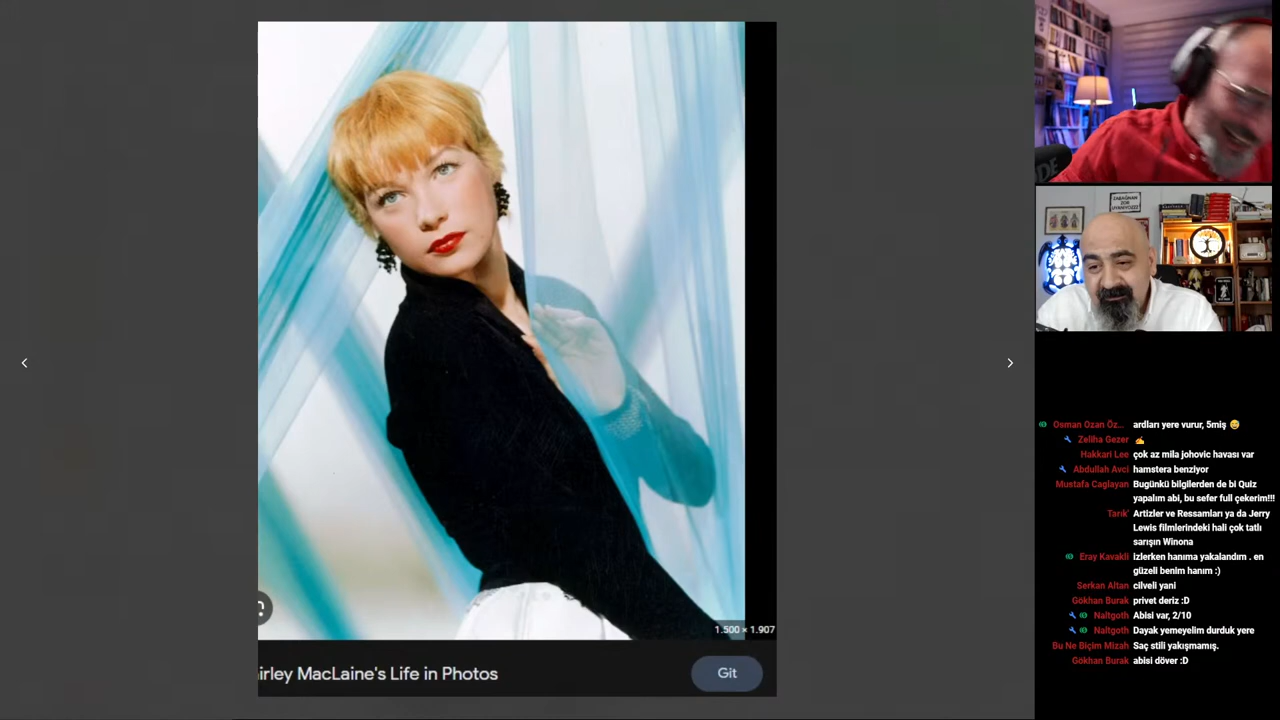 1.500 × 1.907
irley MacLaine's Life in Photos
Git
Osman Ozan Öz... ardları yere vurur, 5miş 😅
Zeliha Gezer ✍
Hakkari Lee çok az mila johovic havası var
Abdullah Avci hamstera benziyor
Mustafa Caglayan Bugünkü bilgilerden de bi Quiz
yapalım abi, bu sefer full çekerim!!!
Tarık' Artizler ve Ressamları ya da Jerry
Lewis filmlerindeki hali çok tatlı
sarışın Winona
Eray Kavakli izlerken hanıma yakalandım . en
güzeli benim hanım :)
Serkan Altan cilveli yani
Gökhan Burak privet deriz :D
Naltgoth Abisi var, 2/10
Naltgoth Dayak yemeyelim durduk yere
Bu Ne Biçim Mizah Saç stili yakışmamış.
Gökhan Burak abisi döver :D